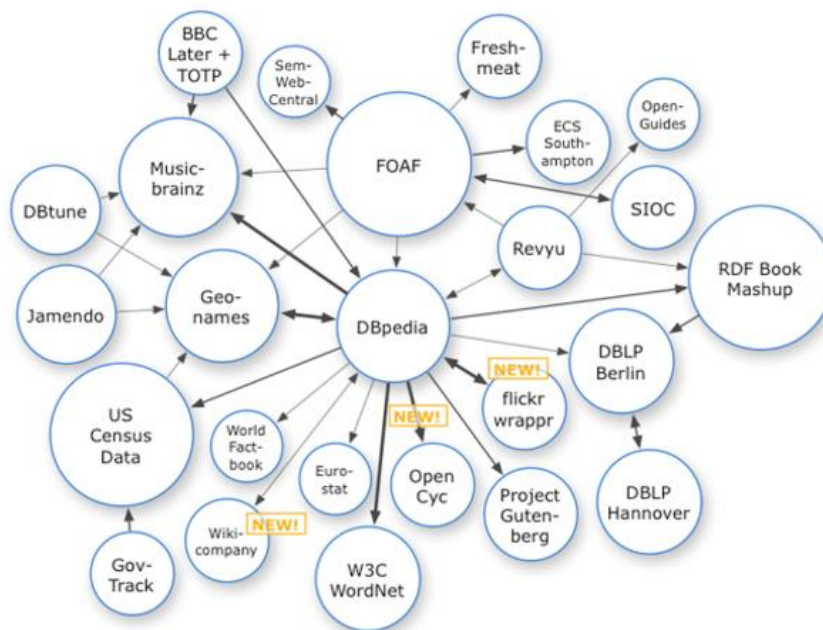 BBC
Later +
TOTP
Sem-
Web-
Central
Fresh-
meat
Open-
Guides
Music-
brainz
FOAF
ECS
South-
ampton
DBtune
SIOC
Revyu
RDF Book
Mashup
Jamendo
Geo-
names
DBpedia
DBLP
Berlin
NEW!
flickr
wrappr
US
Census
Data
World
Fact-
book
NEW!
Euro-
stat
Open
Cyc
Project
Guten-
berg
DBLP
Hannover
Wiki-
company
NEW!
Gov-
Track
W3C
WordNet